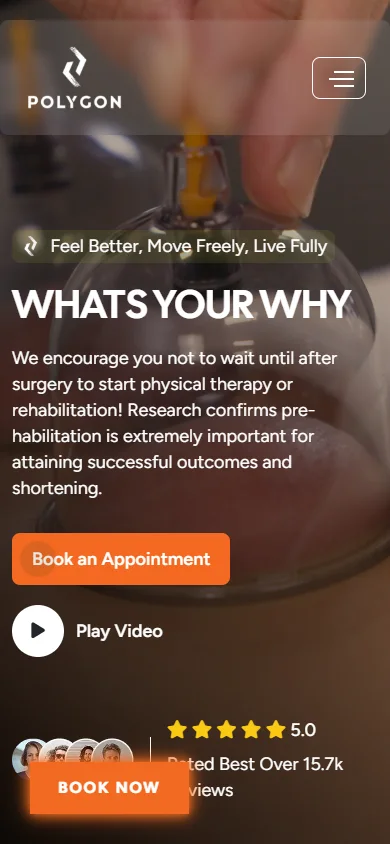 POLYGON
Feel Better, Move Freely, Live Fully
WHATS YOUR WHY
We encourage you not to wait until after
surgery to start physical therapy or
rehabilitation! Research confirms pre-
habilitation is extremely important for
attaining successful outcomes and
shortening.
Book an Appointment
Play Video
5.0
Best Over 15.7k
BOOK NOW